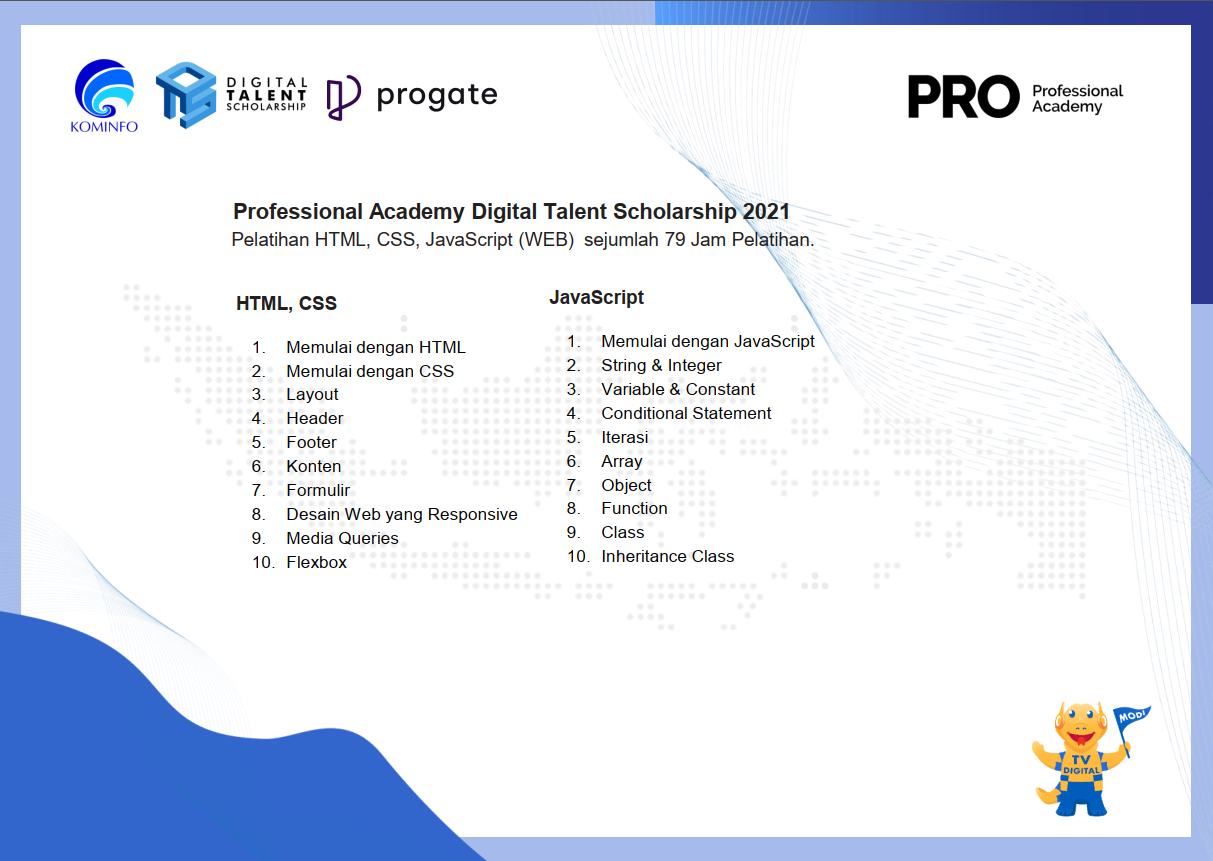 KOMINFO
DIGITAL
TALENT
SCHOLARSHIP
progate
PRO
Professional
Academy
Professional Academy Digital Talent Scholarship 2021
Pelatihan HTML, CSS, JavaScript (WEB) sejumlah 79 Jam Pelatihan.
HTML, CSS
1. Memulai dengan HTML
2. Memulai dengan CSS
3. Layout
4. Header
5. Footer
6. Konten
7. Formulir
8. Desain Web yang Responsive
9. Media Queries
10. Flexbox
JavaScript
1. Memulai dengan JavaScript
2. String & Integer
3. Variable & Constant
4. Conditional Statement
5. Iterasi
6. Array
7. Object
8. Function
9. Class
10. Inheritance Class
MODI
TV
DIGITAL